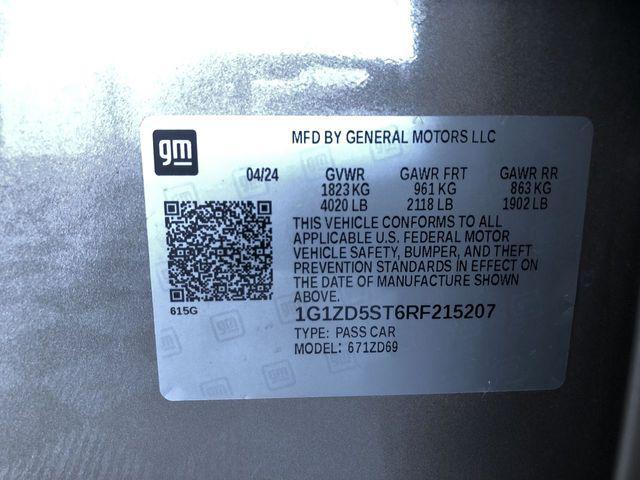 gm
MFD BY GENERAL MOTORS LLC
04/24 GVWR GAWR FRT GAWR RR
1823 KG 961 KG 863 KG
4020 LB 2118 LB 1902 LB
THIS VEHICLE CONFORMS TO ALL
APPLICABLE U.S. FEDERAL MOTOR
VEHICLE SAFETY, BUMPER, AND THEFT
PREVENTION STANDARDS IN EFFECT ON
THE DATE OF MANUFACTURE SHOWN
ABOVE.
615G
1G1ZD5ST6RF215207
TYPE: PASS CAR
MODEL: 671ZD69